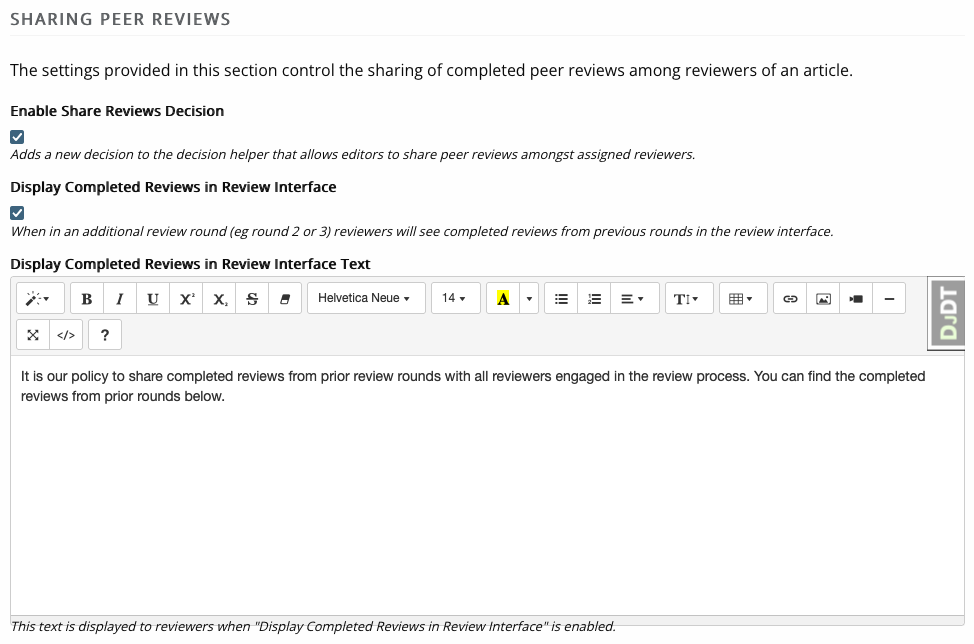 SHARING PEER REVIEWS
The settings provided in this section control the sharing of completed peer reviews among reviewers of an article.
Enable Share Reviews Decision
Adds a new decision to the decision helper that allows editors to share peer reviews amongst assigned reviewers.
Display Completed Reviews in Review Interface
When in an additional review round (eg round 2 or 3) reviewers will see completed reviews from previous rounds in the review interface.
Display Completed Reviews in Review Interface Text
B I U X² X₂ S Helvetica Neue 14 A T
</> ?
DjDT
It is our policy to share completed reviews from prior review rounds with all reviewers engaged in the review process. You can find the completed
reviews from prior rounds below.
This text is displayed to reviewers when "Display Completed Reviews in Review Interface" is enabled.